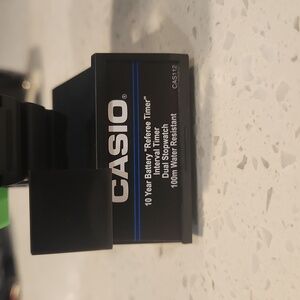 CASIO®
10 Year Battery "Referee Timer"
Interval Timer
Dual Stopwatch
100m Water Resistant
CAS112